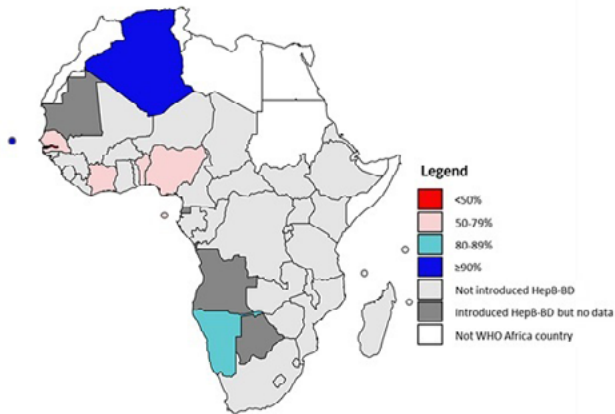 Legend
<50%
50-79%
80-89%
≥90%
Not introduced HepB-BD
Introduced HepB-BD but no data
Not WHO Africa country